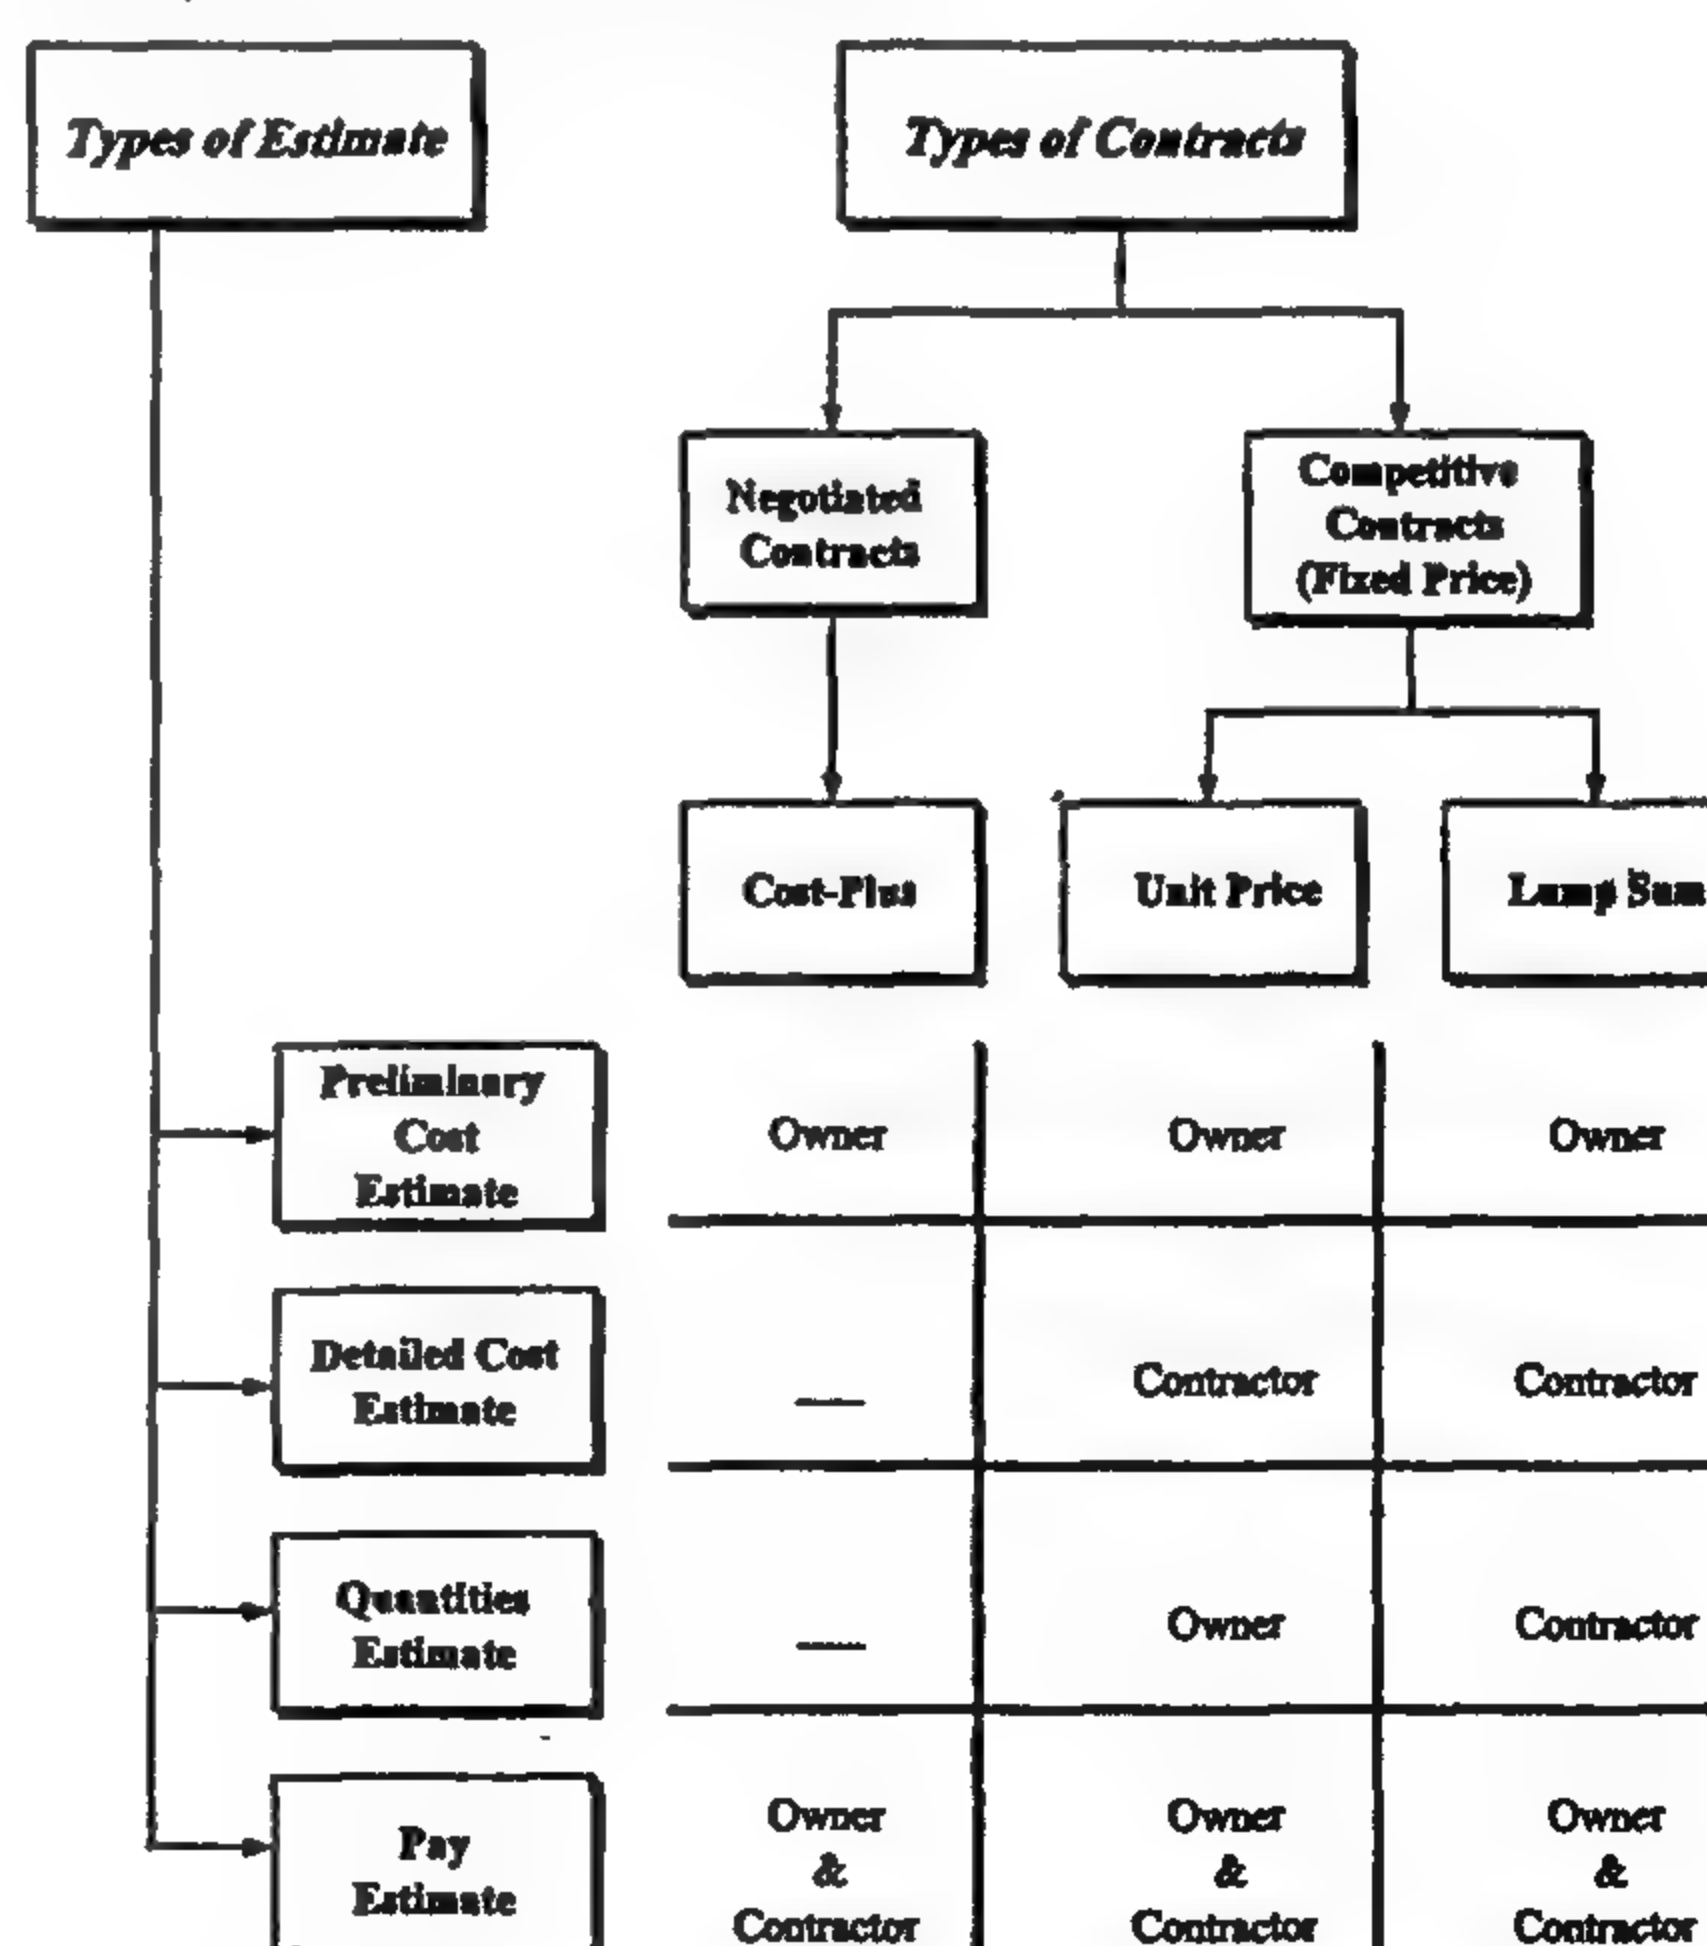 Types of Estimate
Types of Contracts
Negotiated
Contracts
Competitive
Contracts
(Fixed Price)
Cost-Plus
Unit Price
Lump Sum
Preliminary
Cost
Estimate
Owner
Owner
Owner
Detailed Cost
Estimate
—
Contractor
Contractor
Quantities
Estimate
—
Owner
Contractor
Pay
Estimate
Owner
&
Contractor
Owner
&
Contractor
Owner
&
Contractor